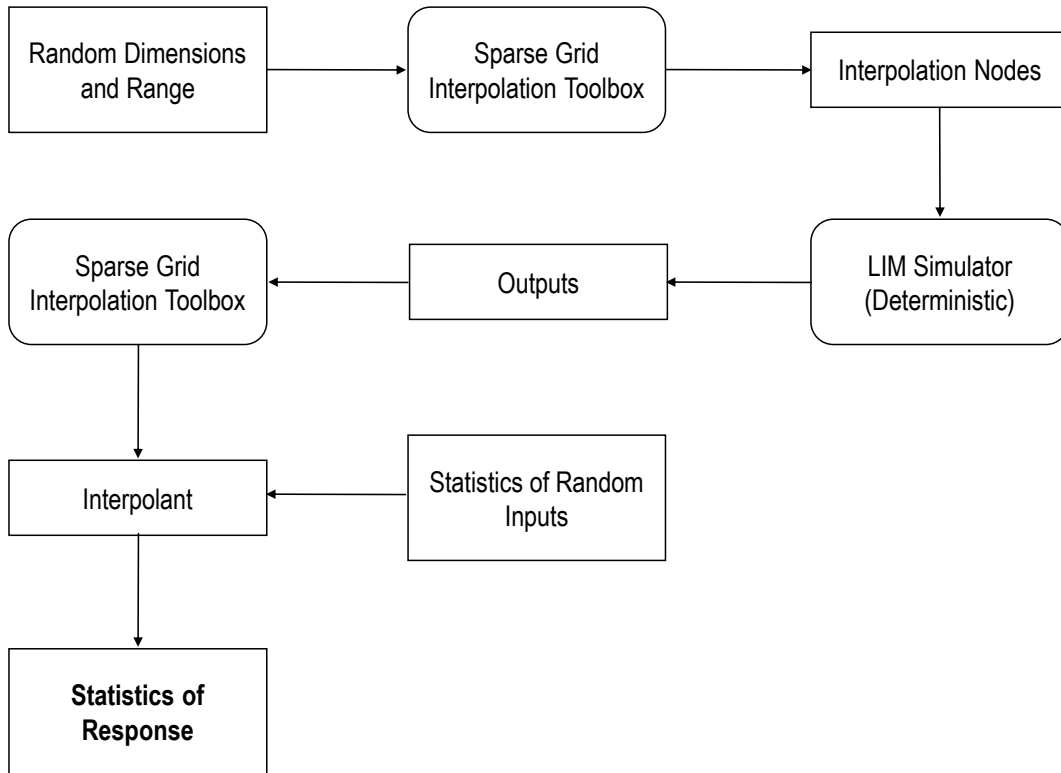 Random Dimensions
and Range
Sparse Grid
Interpolation Toolbox
Interpolation Nodes
Sparse Grid
Interpolation Toolbox
Outputs
LIM Simulator
(Deterministic)
Interpolant
Statistics of Random
Inputs
Statistics of
Response